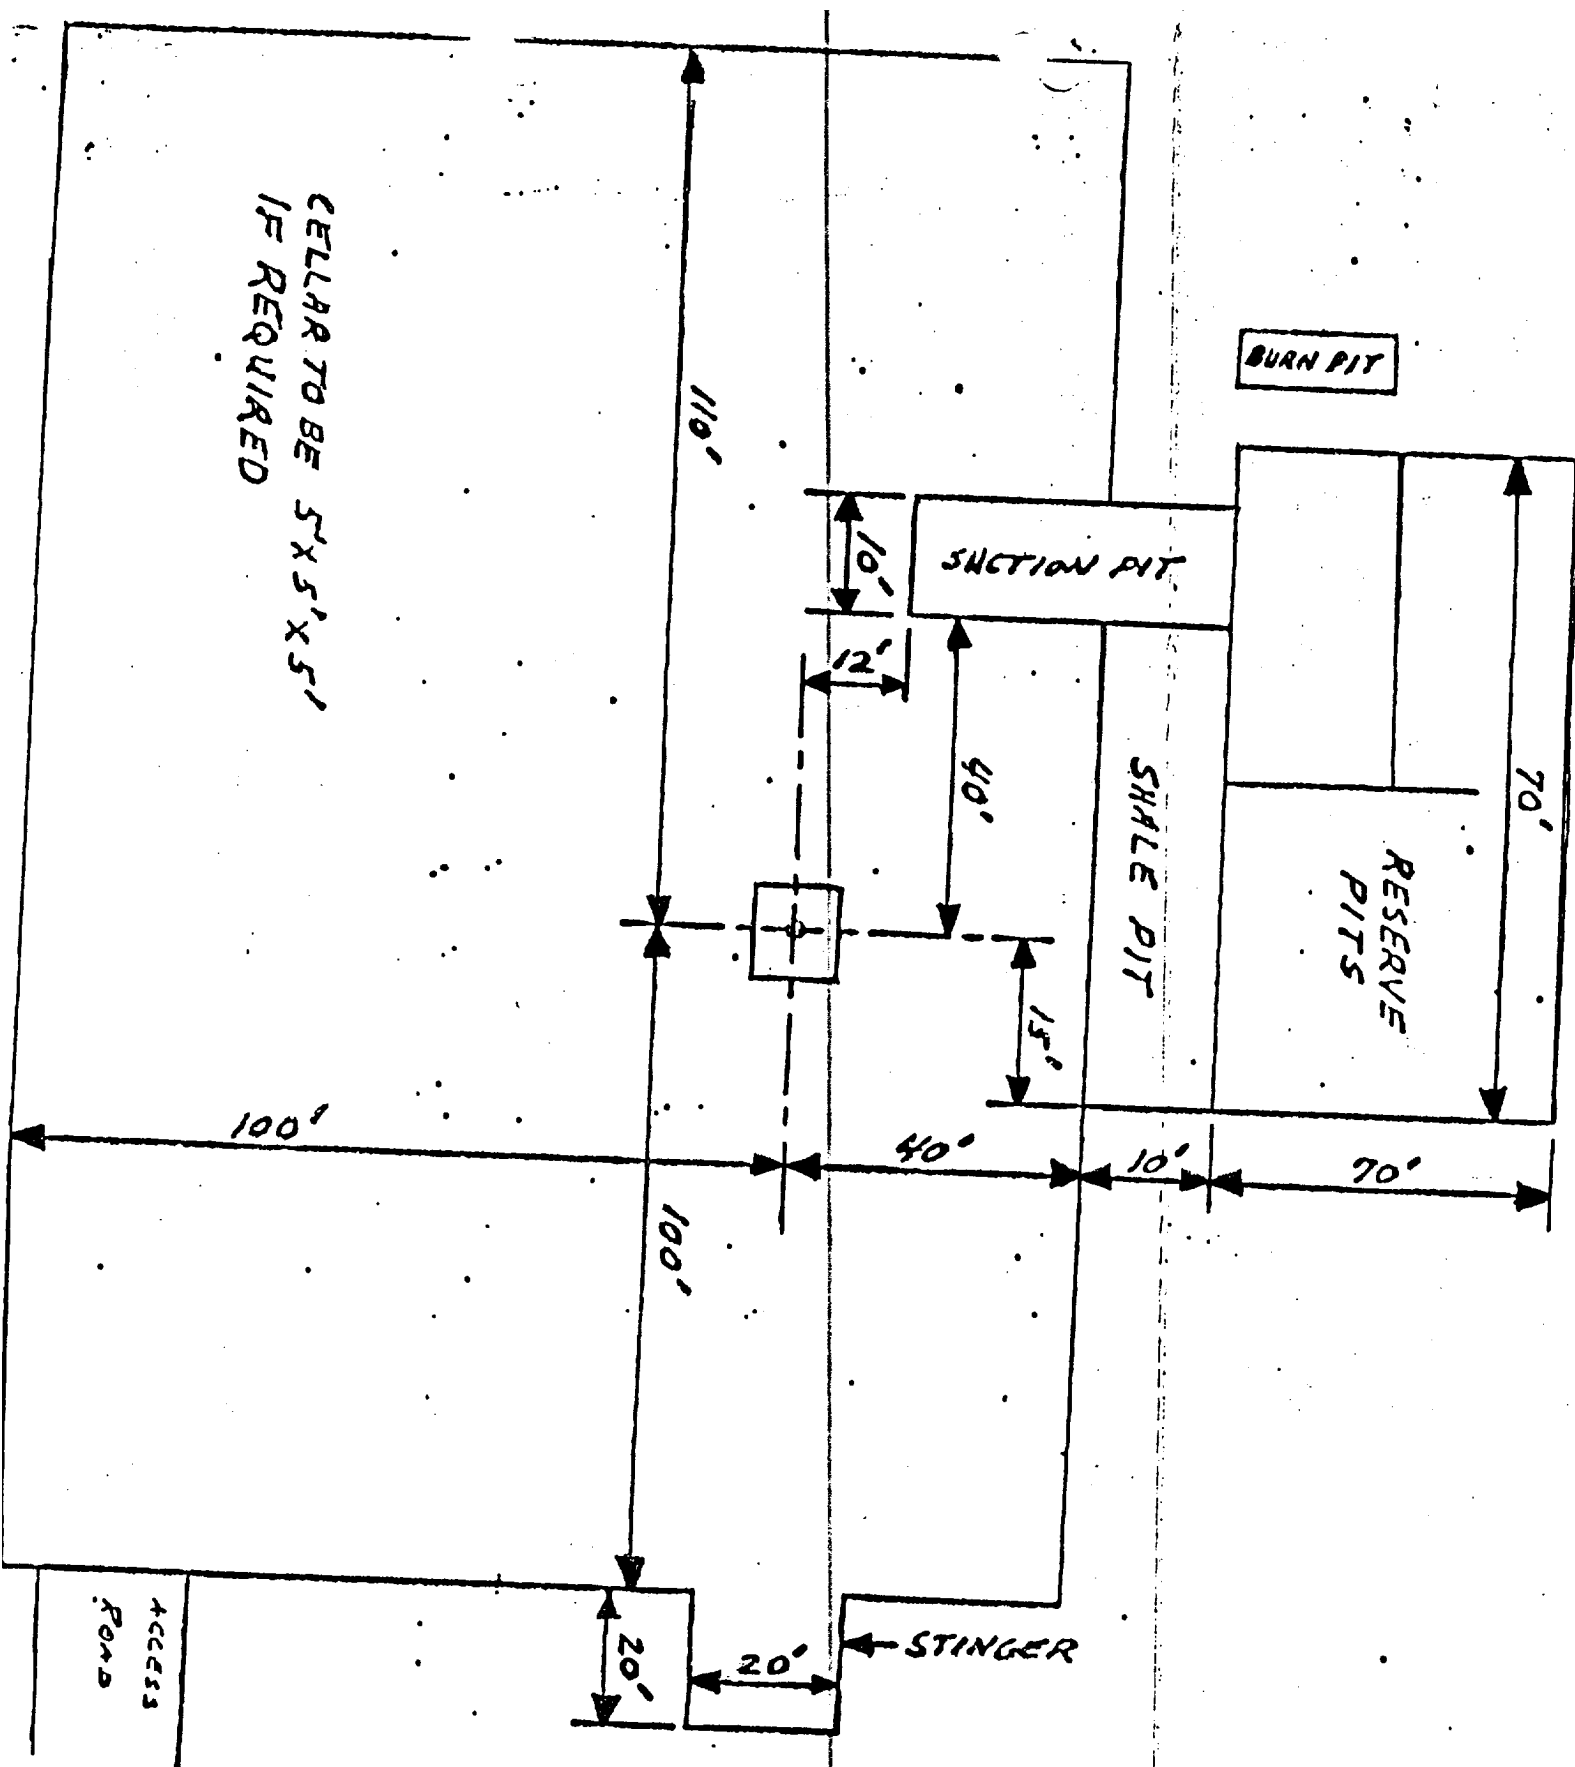 BURN PIT
CELLAR TO BE 5'X5'X5'
IF REQUIRED
110'
10'
SUCTION PIT
12'
40'
70'
SHALE PIT
RESERVE
PITS
15'
100'
40'
10'
70'
100'
20'
20'
STINGER
ACCESS
ROAD